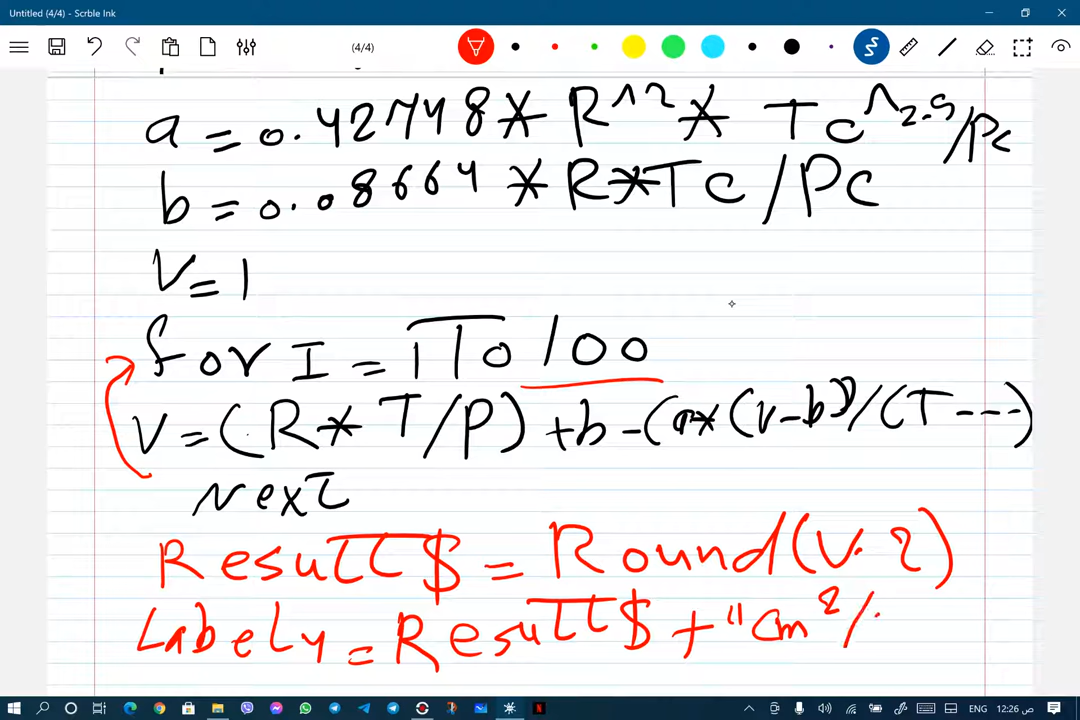 Untitled (4/4) - Scrble Ink
(4/4)
a = 0.42748 * R^2 * Tc^2.5/Pc
b = 0.08664 * R * Tc / Pc
V = 1
for I = 1 To 100
V = (R * T / P) + b - (a * (V - b)) / (T ---)
Next
Result$ = Round(V. 2)
Label4 = Result$ + "cm
ENG
12:26 ص